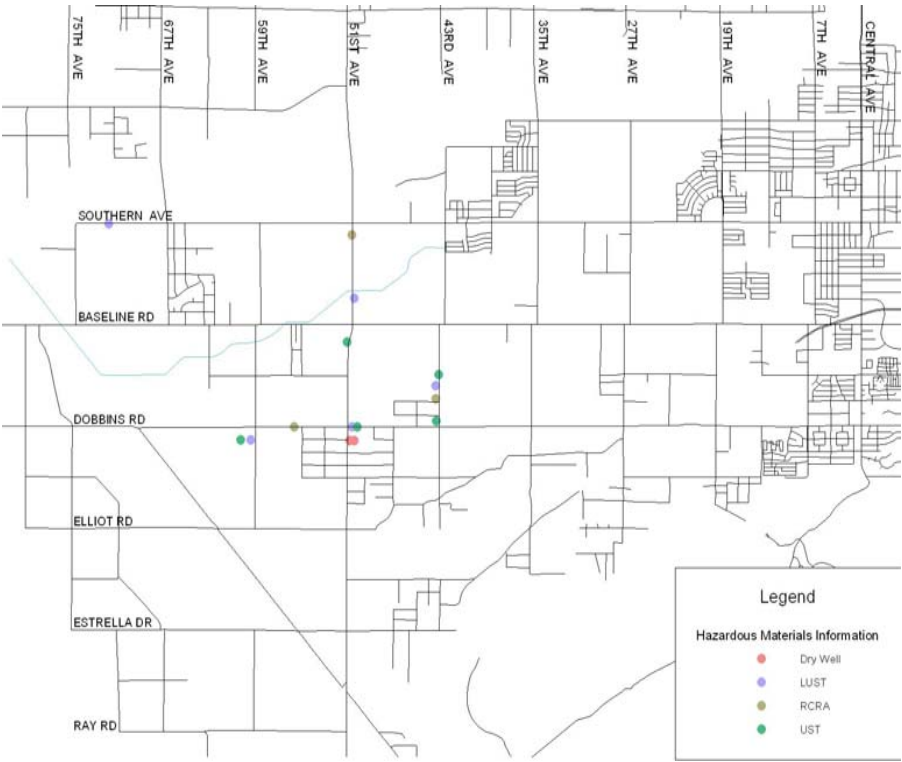 75TH AVE
67TH AVE
59TH AVE
51ST AVE
43RD AVE
35TH AVE
27TH AVE
19TH AVE
7TH AVE
CENTRAL AVE
SOUTHERN AVE
BASELINE RD
DOBBINS RD
ELLIOT RD
ESTRELLA DR
RAY RD
Legend
Hazardous Materials Information
Dry Well
LUST
RCRA
UST